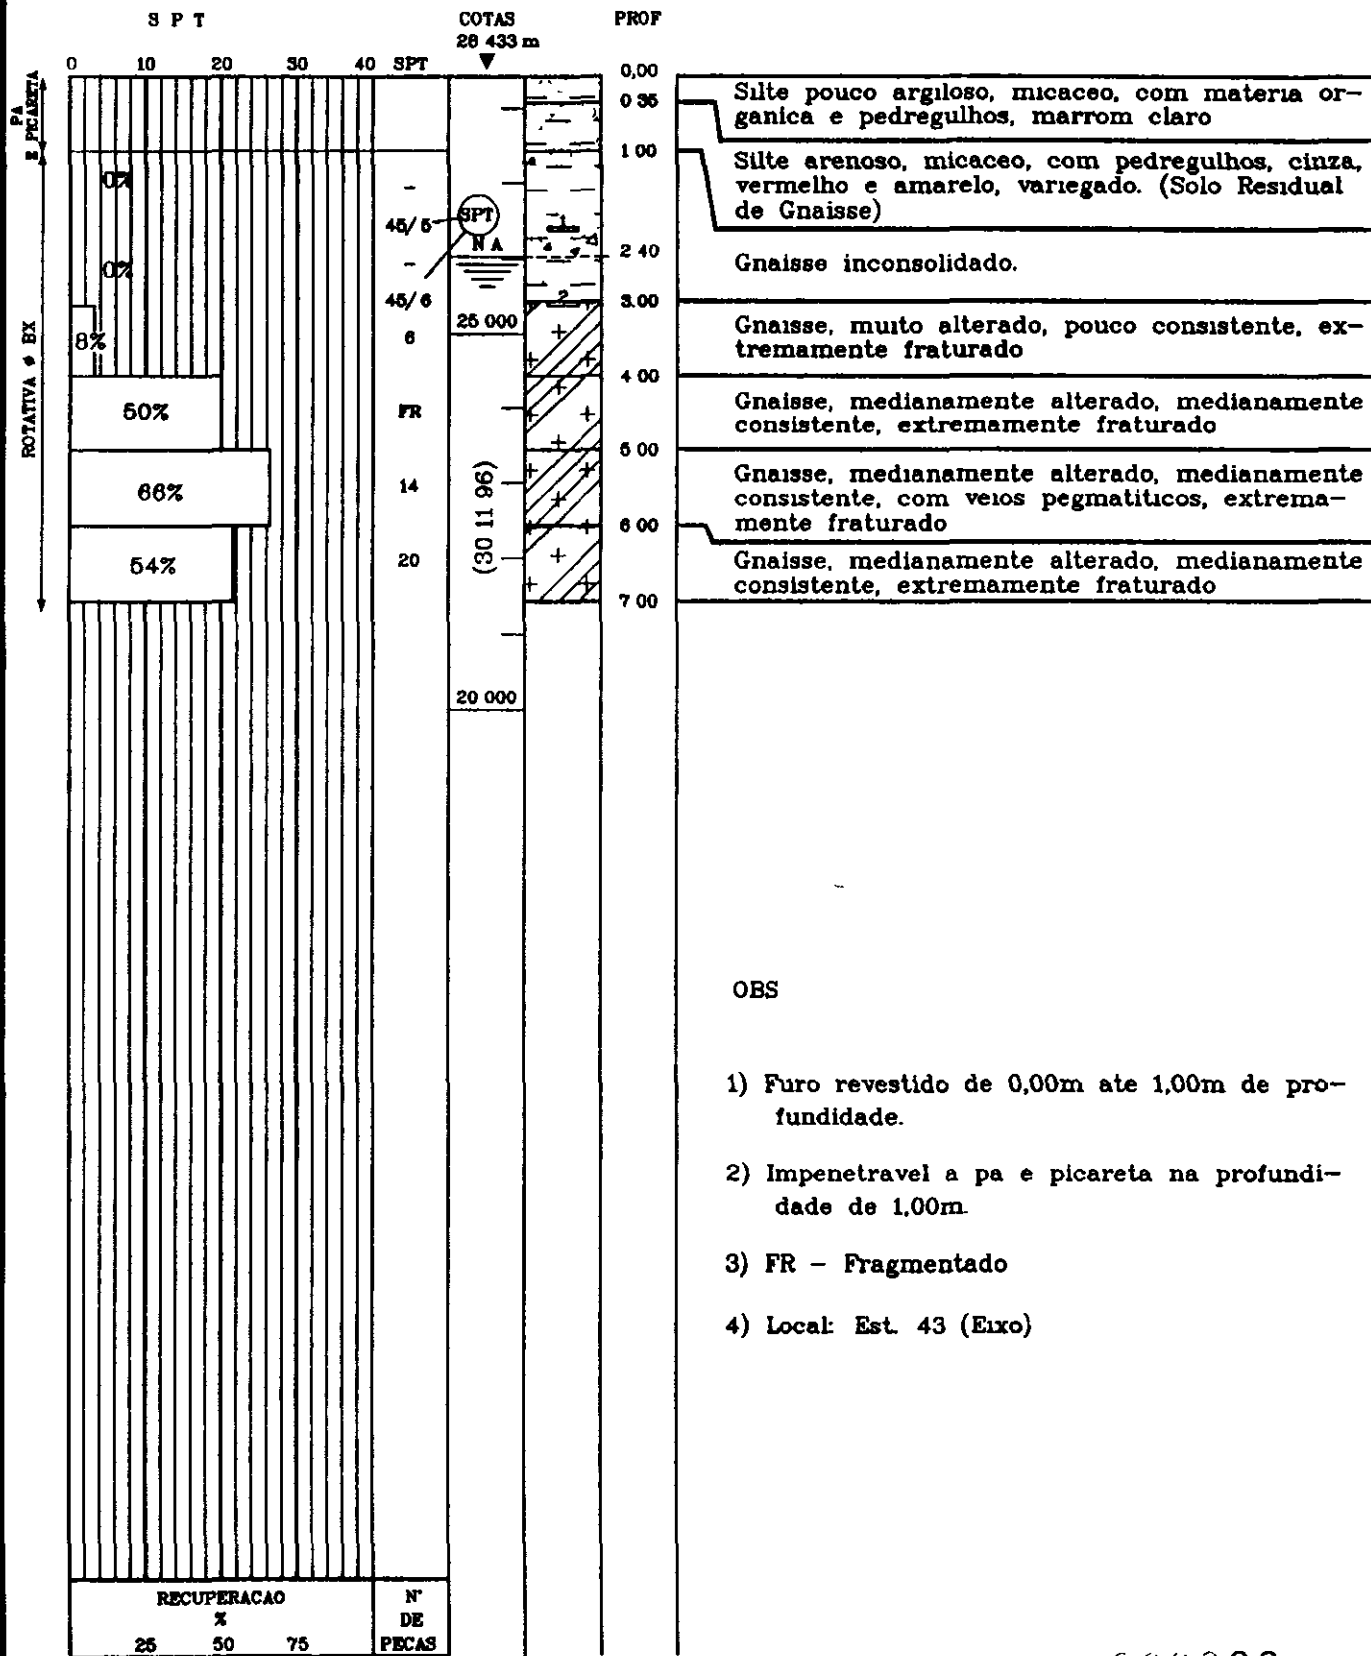 S P T
COTAS
PROF
28 433 m
0 10 20 30 40 SPT
0,00
PA
E PICARETA
0 35
Silte pouco argiloso, micaceo, com materia or-
ganica e pedregulhos, marrom claro
1 00
Silte arenoso, micaceo, com pedregulhos, cinza,
vermelho e amarelo, variegado. (Solo Residual
de Gnaisse)
0%
-
45/5
SPT
1
N A
2 40
Gnaisse inconsolidado.
0%
-
45/6
2
3.00
ROTATIVA ø BX
8%
6
25 000
Gnaisse, muito alterado, pouco consistente, ex-
tremamente fraturado
4 00
50%
FR
Gnaisse, medianamente alterado, medianamente
consistente, extremamente fraturado
5 00
66%
14
(30 11 96)
Gnaisse, medianamente alterado, medianamente
consistente, com veios pegmatiticos, extrema-
mente fraturado
6 00
54%
20
Gnaisse, medianamente alterado, medianamente
consistente, extremamente fraturado
7 00
20 000
OBS
1) Furo revestido de 0,00m ate 1,00m de pro-
fundidade.
2) Impenetravel a pa e picareta na profundi-
dade de 1,00m.
3) FR - Fragmentado
4) Local: Est. 43 (Eixo)
RECUPERACAO
%
25 50 75
N°
DE
PECAS